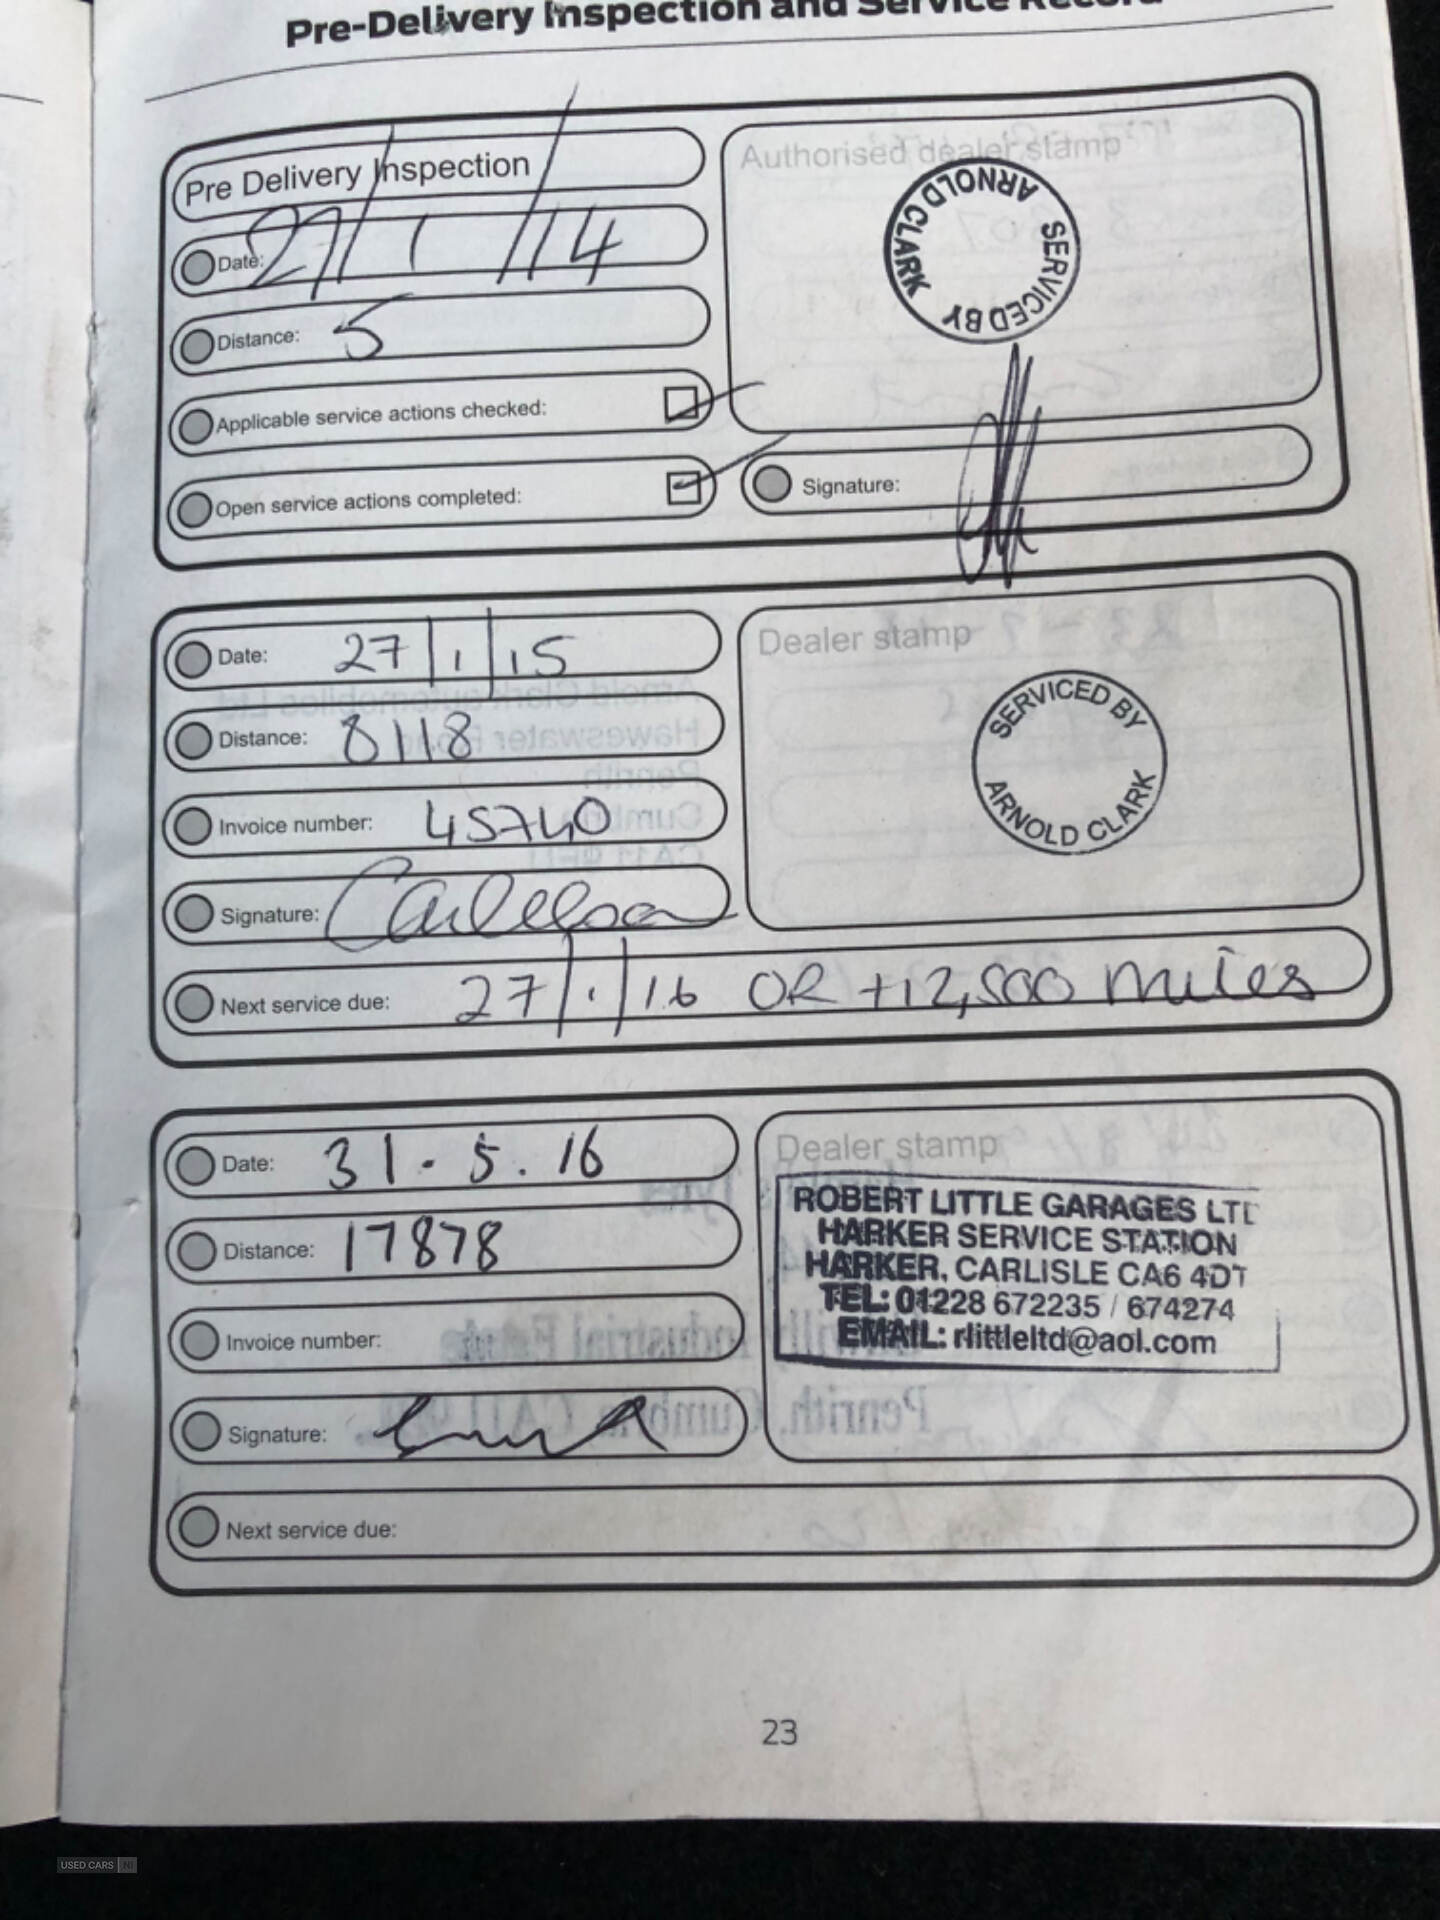 Pre-Delivery Inspection and Service Record
Pre Delivery Inspection
Date: 27/1/14
Distance: 5
Applicable service actions checked:
Open service actions completed:
Authorised dealer stamp
SERVICED BY
ARNOLD CLARK
Signature:
Date: 27/1/15
Distance: 8118
Invoice number: 45740
Signature:
Next service due: 27/1/16 OR +12,500 miles
Dealer stamp
SERVICED BY
ARNOLD CLARK
Date: 31.5.16
Distance: 17878
Invoice number:
Signature:
Next service due:
Dealer stamp
ROBERT LITTLE GARAGES LTD
HARKER SERVICE STATION
HARKER, CARLISLE CA6 4DT
TEL: 01228 672235 / 674274
EMAIL: rlittleltd@aol.com
23
USED CARS NI